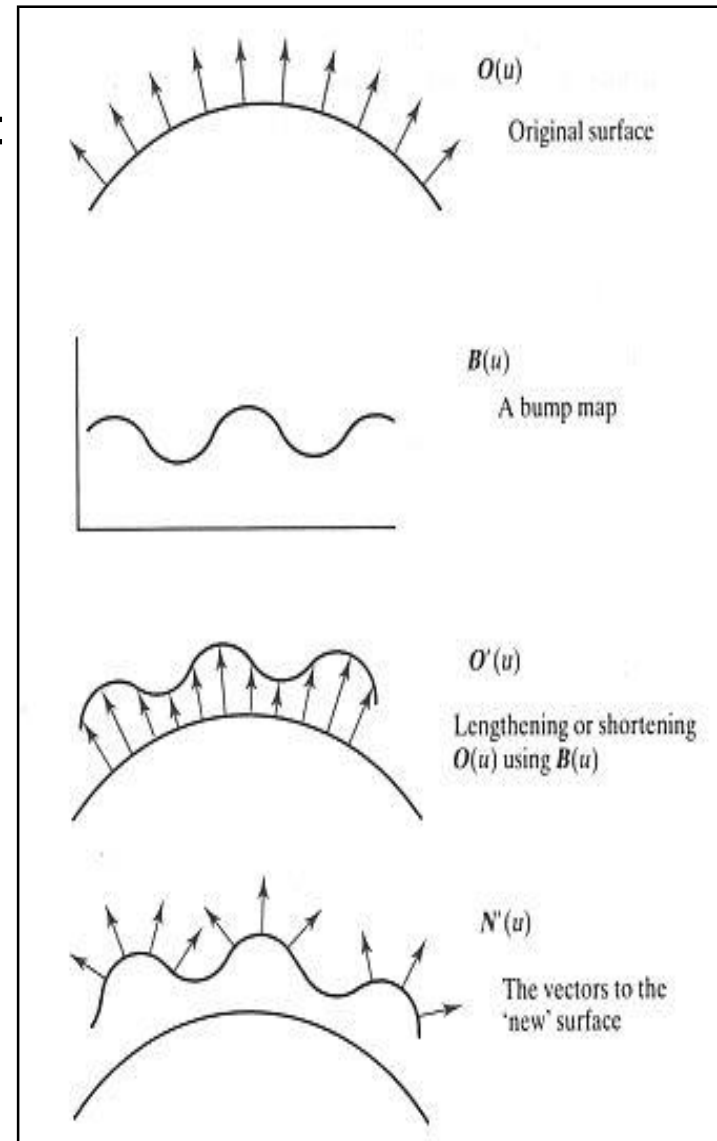 :
O(u)
Original surface
B(u)
A bump map
O'(u)
Lengthening or shortening
O(u) using B(u)
N'(u)
The vectors to the
‘new’ surface